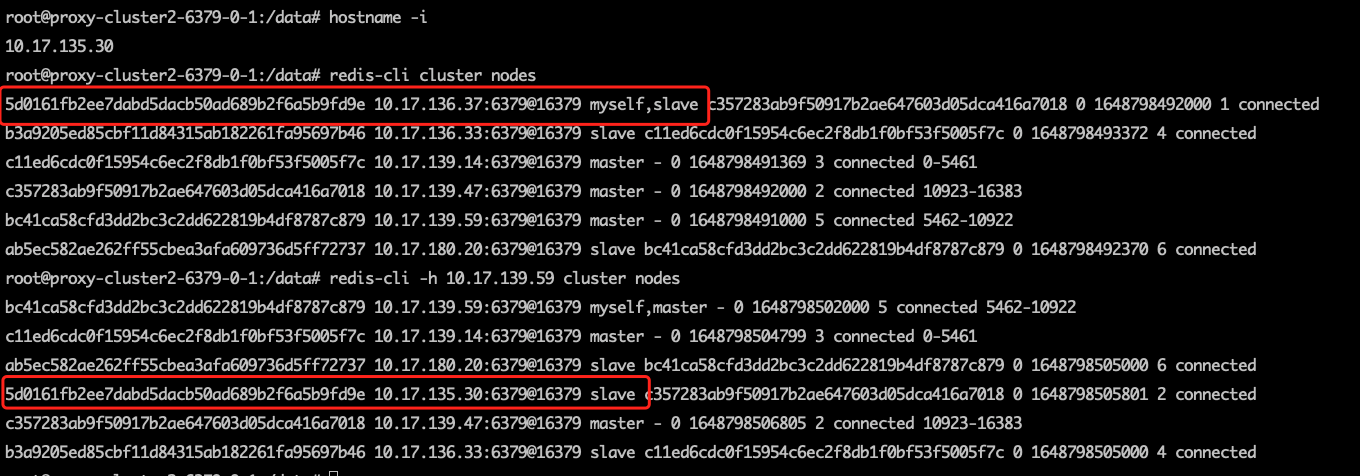 root@proxy-cluster2-6379-0-1:/data# hostname -i
10.17.135.30
root@proxy-cluster2-6379-0-1:/data# redis-cli cluster nodes
5d0161fb2ee7dabd5dacb50ad689b2f6a5b9fd9e 10.17.136.37:6379@16379 myself,slave c357283ab9f50917b2ae647603d05dca416a7018 0 1648798492000 1 connected
b3a9205ed85cbf11d84315ab182261fa95697b46 10.17.136.33:6379@16379 slave c11ed6cdc0f15954c6ec2f8db1f0bf53f5005f7c 0 1648798493372 4 connected
c11ed6cdc0f15954c6ec2f8db1f0bf53f5005f7c 10.17.139.14:6379@16379 master - 0 1648798491369 3 connected 0-5461
c357283ab9f50917b2ae647603d05dca416a7018 10.17.139.47:6379@16379 master - 0 1648798492000 2 connected 10923-16383
bc41ca58cfd3dd2bc3c2dd622819b4df8787c879 10.17.139.59:6379@16379 master - 0 1648798491000 5 connected 5462-10922
ab5ec582ae262ff55cbea3afa609736d5ff72737 10.17.180.20:6379@16379 slave bc41ca58cfd3dd2bc3c2dd622819b4df8787c879 0 1648798492370 6 connected
root@proxy-cluster2-6379-0-1:/data# redis-cli -h 10.17.139.59 cluster nodes
bc41ca58cfd3dd2bc3c2dd622819b4df8787c879 10.17.139.59:6379@16379 myself,master - 0 1648798502000 5 connected 5462-10922
c11ed6cdc0f15954c6ec2f8db1f0bf53f5005f7c 10.17.139.14:6379@16379 master - 0 1648798504799 3 connected 0-5461
ab5ec582ae262ff55cbea3afa609736d5ff72737 10.17.180.20:6379@16379 slave bc41ca58cfd3dd2bc3c2dd622819b4df8787c879 0 1648798505000 6 connected
5d0161fb2ee7dabd5dacb50ad689b2f6a5b9fd9e 10.17.135.30:6379@16379 slave c357283ab9f50917b2ae647603d05dca416a7018 0 1648798505801 2 connected
c357283ab9f50917b2ae647603d05dca416a7018 10.17.139.47:6379@16379 master - 0 1648798506805 2 connected 10923-16383
b3a9205ed85cbf11d84315ab182261fa95697b46 10.17.136.33:6379@16379 slave c11ed6cdc0f15954c6ec2f8db1f0bf53f5005f7c 0 1648798505000 4 connected